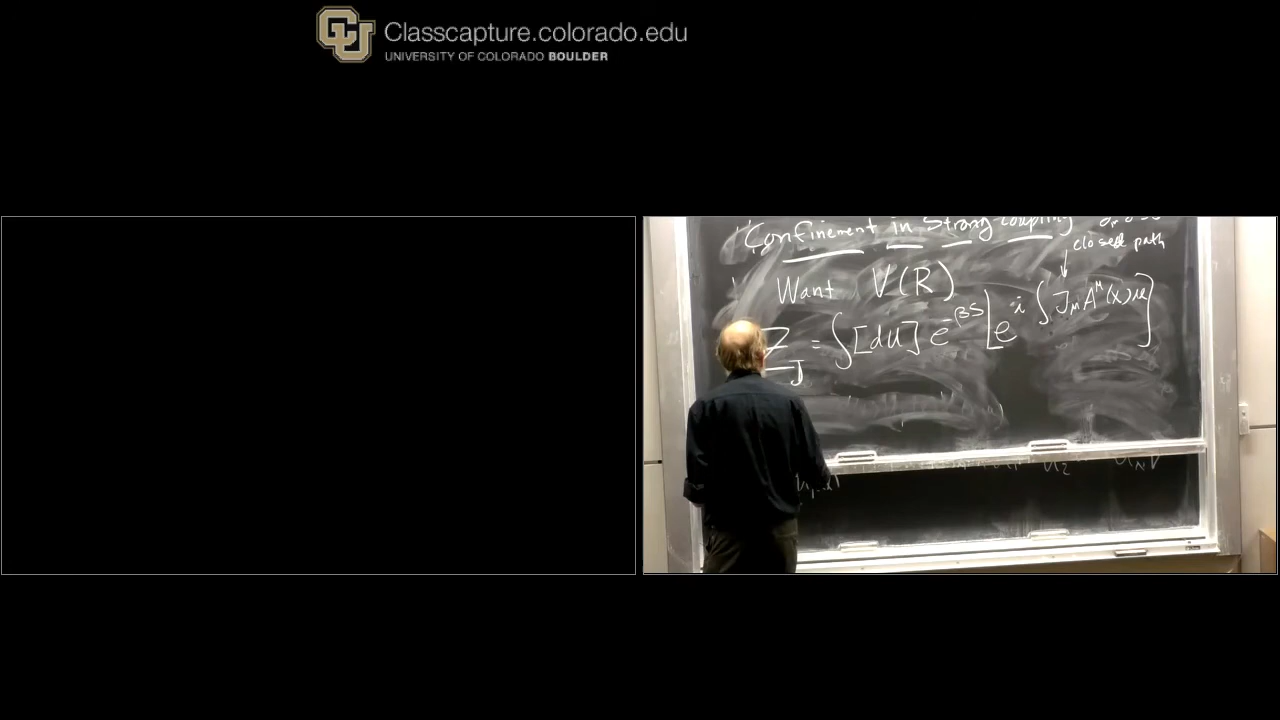 Classcapture.colorado.edu
UNIVERSITY OF COLORADO BOULDER
Confinement in Strong-coupling
closed path
Want V(R)
Z_J = ∫[dU] e^{-βS} [e^{i ∫ J_μ A^μ(x) dx}]